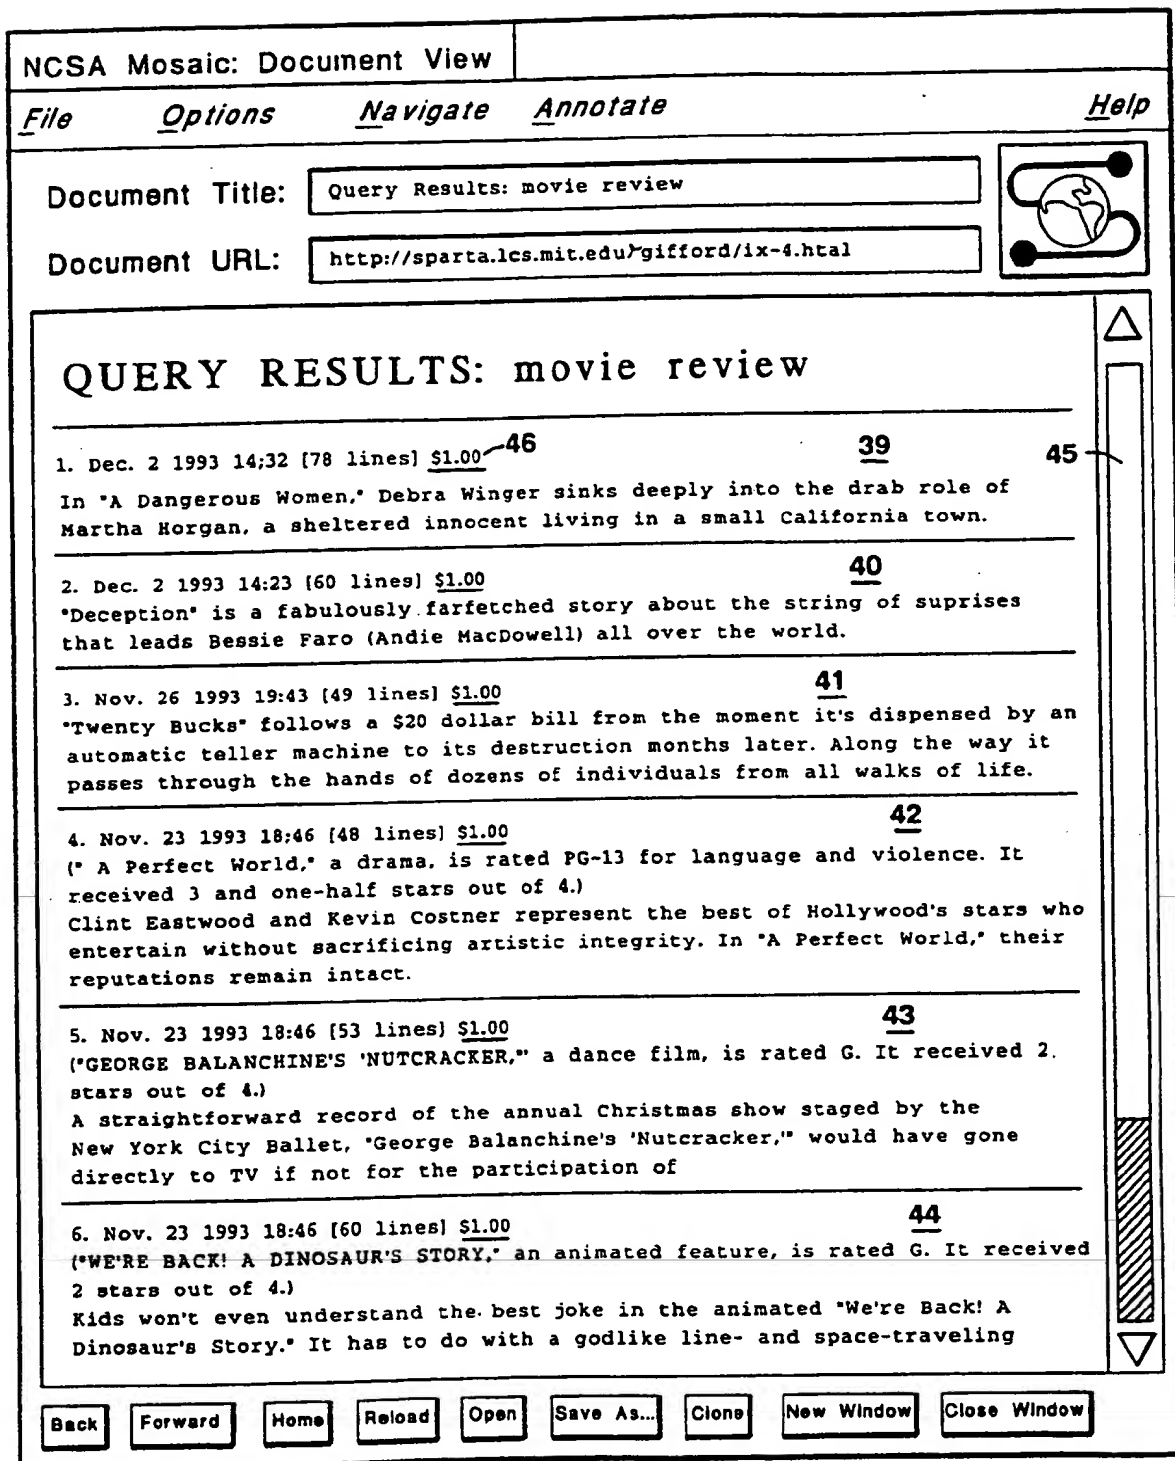 NCSA Mosaic: Document View
File Options Navigate Annotate Help
Document Title: Query Results: movie review
Document URL: http://sparta.lcs.mit.edu/~gifford/ix-4.htal
QUERY RESULTS: movie review
1. Dec. 2 1993 14;32 [78 lines] $1.00 46 39 45
In "A Dangerous Women," Debra Winger sinks deeply into the drab role of
Martha Horgan, a sheltered innocent living in a small California town.
2. Dec. 2 1993 14:23 [60 lines] $1.00 40
"Deception" is a fabulously farfetched story about the string of suprises
that leads Bessie Faro (Andie MacDowell) all over the world.
3. Nov. 26 1993 19:43 [49 lines] $1.00 41
"Twenty Bucks" follows a $20 dollar bill from the moment it's dispensed by an
automatic teller machine to its destruction months later. Along the way it
passes through the hands of dozens of individuals from all walks of life.
4. Nov. 23 1993 18;46 [48 lines] $1.00 42
(" A Perfect World," a drama, is rated PG-13 for language and violence. It
received 3 and one-half stars out of 4.)
Clint Eastwood and Kevin Costner represent the best of Hollywood's stars who
entertain without sacrificing artistic integrity. In "A Perfect World," their
reputations remain intact.
5. Nov. 23 1993 18:46 [53 lines] $1.00 43
("GEORGE BALANCHINE'S 'NUTCRACKER,'" a dance film, is rated G. It received 2
stars out of 4.)
A straightforward record of the annual Christmas show staged by the
New York City Ballet, "George Balanchine's 'Nutcracker,'" would have gone
directly to TV if not for the participation of
6. Nov. 23 1993 18:46 [60 lines] $1.00 44
("WE'RE BACK! A DINOSAUR'S STORY," an animated feature, is rated G. It received
2 stars out of 4.)
Kids won't even understand the best joke in the animated "We're Back! A
Dinosaur's Story." It has to do with a godlike line- and space-traveling
Back Forward Home Reload Open Save As... Clone New Window Close Window